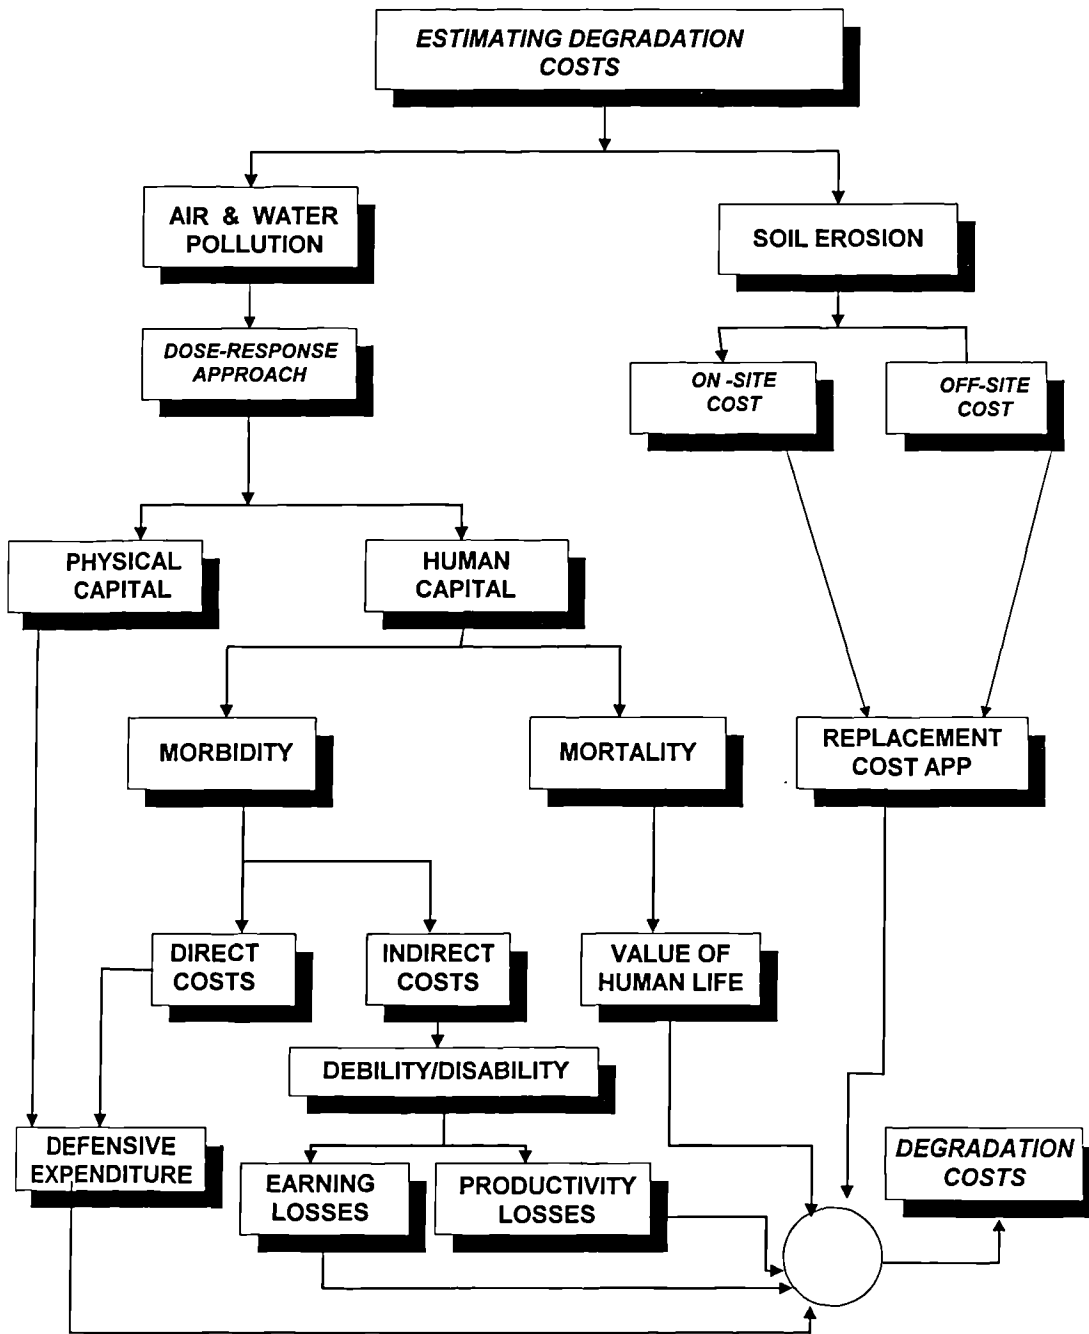 ESTIMATING DEGRADATION
COSTS
AIR & WATER
POLLUTION
SOIL EROSION
DOSE-RESPONSE
APPROACH
ON -SITE
COST
OFF-SITE
COST
PHYSICAL
CAPITAL
HUMAN
CAPITAL
MORBIDITY
MORTALITY
REPLACEMENT
COST APP
DIRECT
COSTS
INDIRECT
COSTS
VALUE OF
HUMAN LIFE
DEBILITY/DISABILITY
DEFENSIVE
EXPENDITURE
EARNING
LOSSES
PRODUCTIVITY
LOSSES
DEGRADATION
COSTS